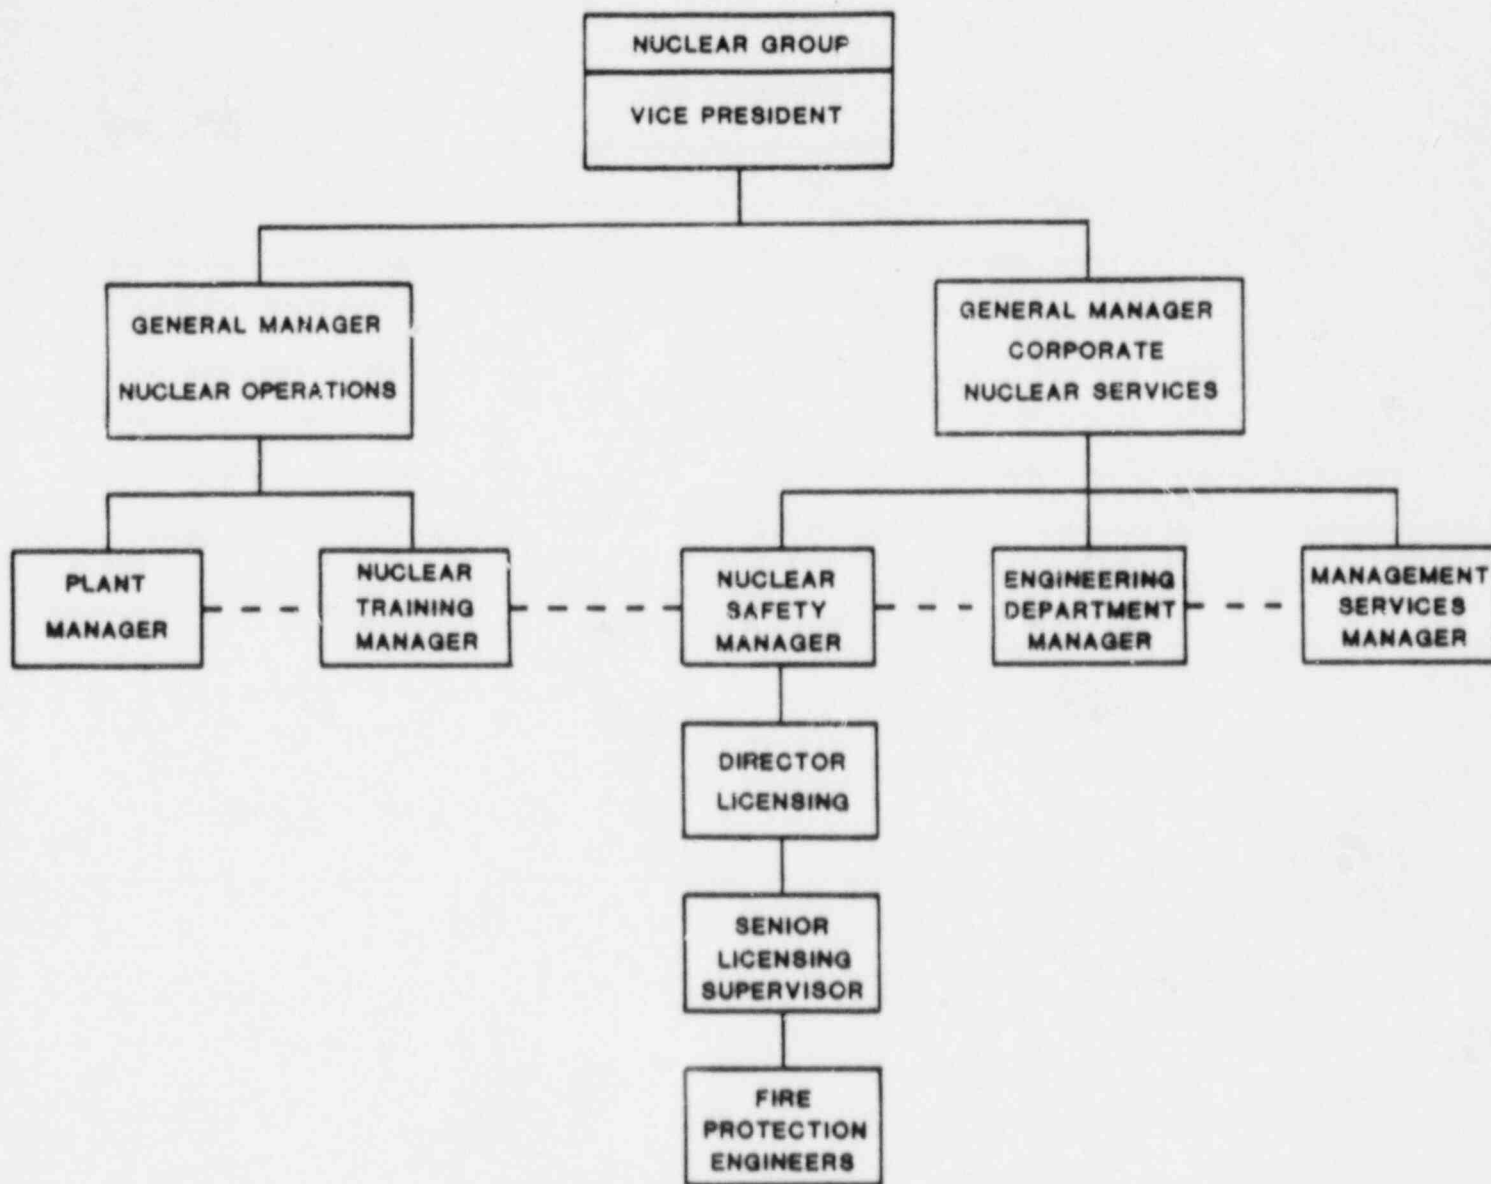 NUCLEAR GROUP
VICE PRESIDENT
GENERAL MANAGER
NUCLEAR OPERATIONS
GENERAL MANAGER
CORPORATE
NUCLEAR SERVICES
PLANT
MANAGER
NUCLEAR
TRAINING
MANAGER
NUCLEAR
SAFETY
MANAGER
ENGINEERING
DEPARTMENT
MANAGER
MANAGEMENT
SERVICES
MANAGER
DIRECTOR
LICENSING
SENIOR
LICENSING
SUPERVISOR
FIRE
PROTECTION
ENGINEERS